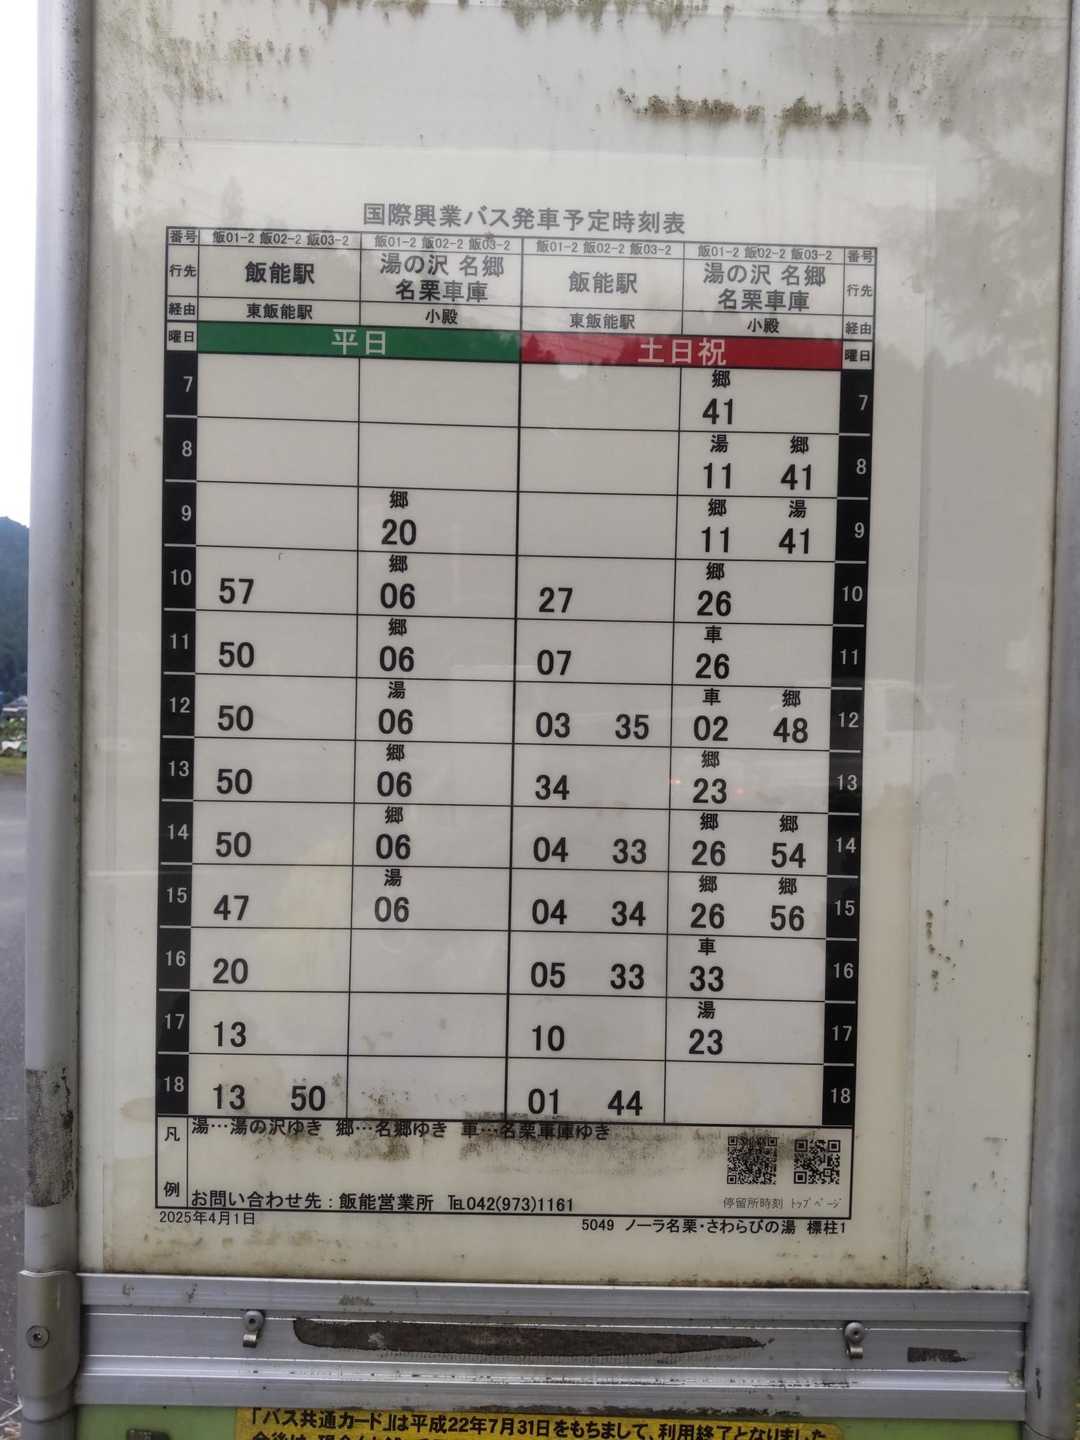 国際興業バス発車予定時刻表
番号 飯01-2 飯02-2 飯03-2 飯01-2 飯02-2 飯03-2 飯01-2 飯02-2 飯03-2 飯01-2 飯02-2 飯03-2 番号
行先 飯能駅 湯の沢 名郷 名栗車庫 飯能駅 湯の沢 名郷 名栗車庫 行先
経由 東飯能駅 小殿 東飯能駅 小殿 経由
曜日 平日 土日祝 曜日
郷
7 41 7
湯 郷
8 11 41 8
郷 郷 湯
9 20 11 41 9
郷 郷
10 57 06 27 26 10
郷 車
11 50 06 07 26 11
湯 車 郷
12 50 06 03 35 02 48 12
郷 郷
13 50 06 34 23 13
郷 郷 郷
14 50 06 04 33 26 54 14
湯 郷 郷
15 47 06 04 34 26 56 15
車
16 20 05 33 33 16
湯
17 13 10 23 17
18 13 50 01 44 18
凡例 湯…湯の沢ゆき 郷…名郷ゆき 車…名栗車庫ゆき
お問い合わせ先：飯能営業所 ℡042(973)1161
停留所時刻 トップページ
2025年4月1日
5049 ノーラ名栗・さわらびの湯 標柱1
「バス共通カード」は平成22年7月31日をもちまして、利用終了となりました